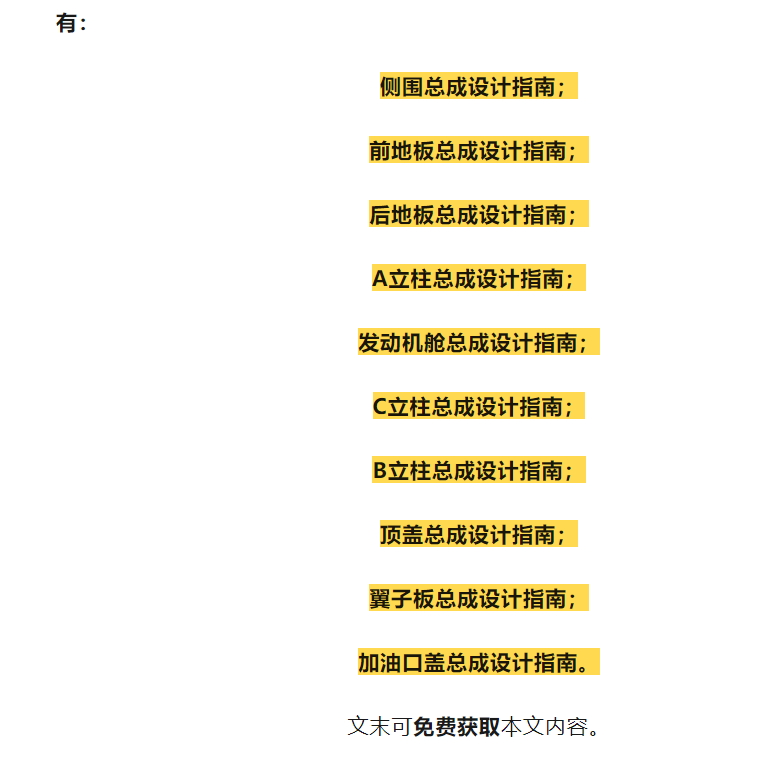 有：
侧围总成设计指南；
前地板总成设计指南；
后地板总成设计指南；
A立柱总成设计指南；
发动机舱总成设计指南；
C立柱总成设计指南；
B立柱总成设计指南；
顶盖总成设计指南；
翼子板总成设计指南；
加油口盖总成设计指南。
文末可免费获取本文内容。